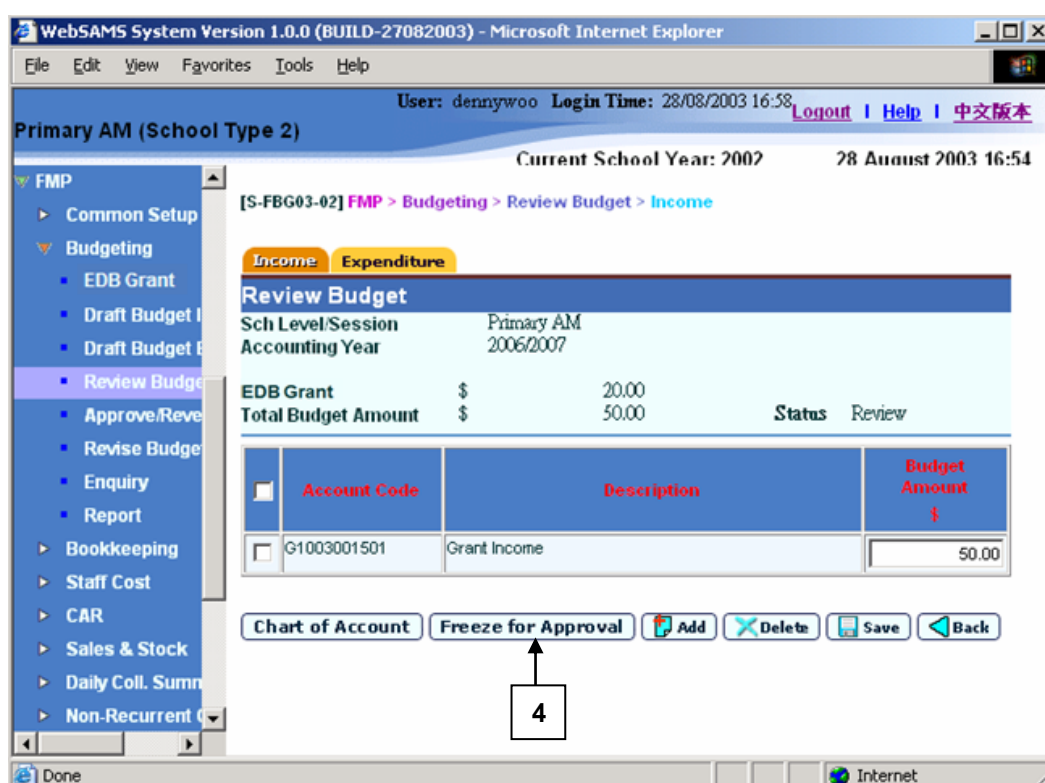 WebSAMS System Version 1.0.0 (BUILD-27082003) - Microsoft Internet Explorer
File Edit View Favorites Tools Help
User: dennywoo Login Time: 28/08/2003 16:58
Logout | Help | 中文版本
Primary AM (School Type 2)
Current School Year: 2002 28 August 2003 16:54
FMP
Common Setup
Budgeting
EDB Grant
Draft Budget I
Draft Budget E
Review Budge
Approve/Reve
Revise Budge
Enquiry
Report
Bookkeeping
Staff Cost
CAR
Sales & Stock
Daily Coll. Summ
Non-Recurrent
[S-FBG03-02] FMP > Budgeting > Review Budget > Income
Income Expenditure
Review Budget
Sch Level/Session Primary AM
Accounting Year 2006/2007
EDB Grant $ 20.00
Total Budget Amount $ 50.00 Status Review
Account Code Description Budget Amount $
G1003001501 Grant Income 50.00
Chart of Account Freeze for Approval Add Delete Save Back
4
Done Internet